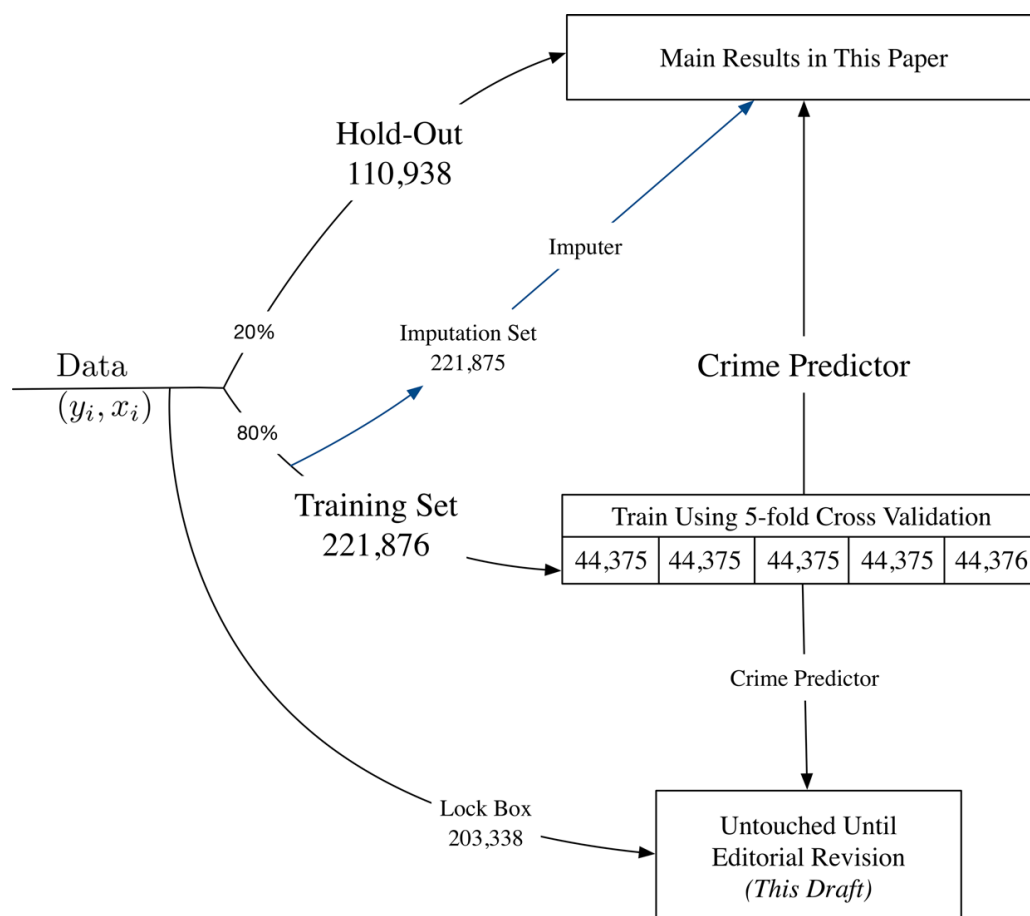 Main Results in This Paper
Hold-Out
110,938
Imputer
20%
Imputation Set
221,875
Data
(y_i, x_i)
Crime Predictor
80%
Training Set
221,876
Train Using 5-fold Cross Validation
44,375 44,375 44,375 44,375 44,376
Crime Predictor
Lock Box
203,338
Untouched Until
Editorial Revision
(This Draft)